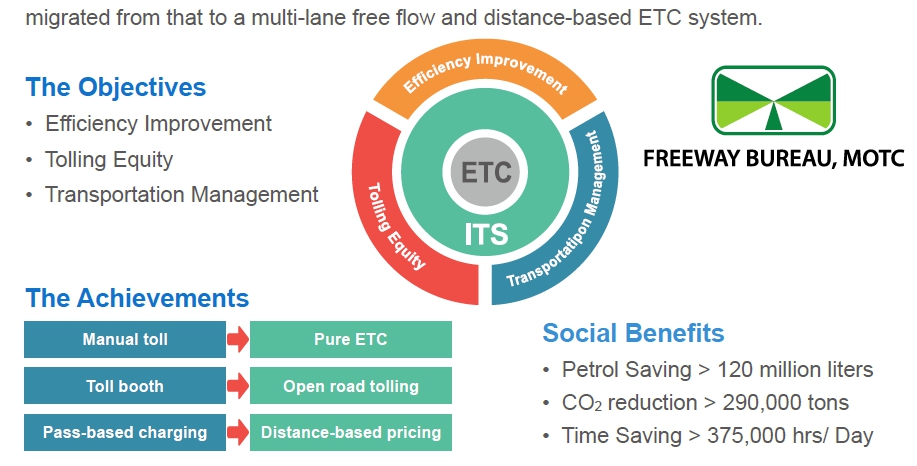 migrated from that to a multi-lane free flow and distance-based ETC system.
The Objectives
• Efficiency Improvement
• Tolling Equity
• Transportation Management
Efficiency Improvement
Tolling Equity
Transportatipon Management
ETC
ITS
FREEWAY BUREAU, MOTC
The Achievements
Manual toll
Pure ETC
Toll booth
Open road tolling
Pass-based charging
Distance-based pricing
Social Benefits
• Petrol Saving > 120 million liters
• CO₂ reduction > 290,000 tons
• Time Saving > 375,000 hrs/ Day